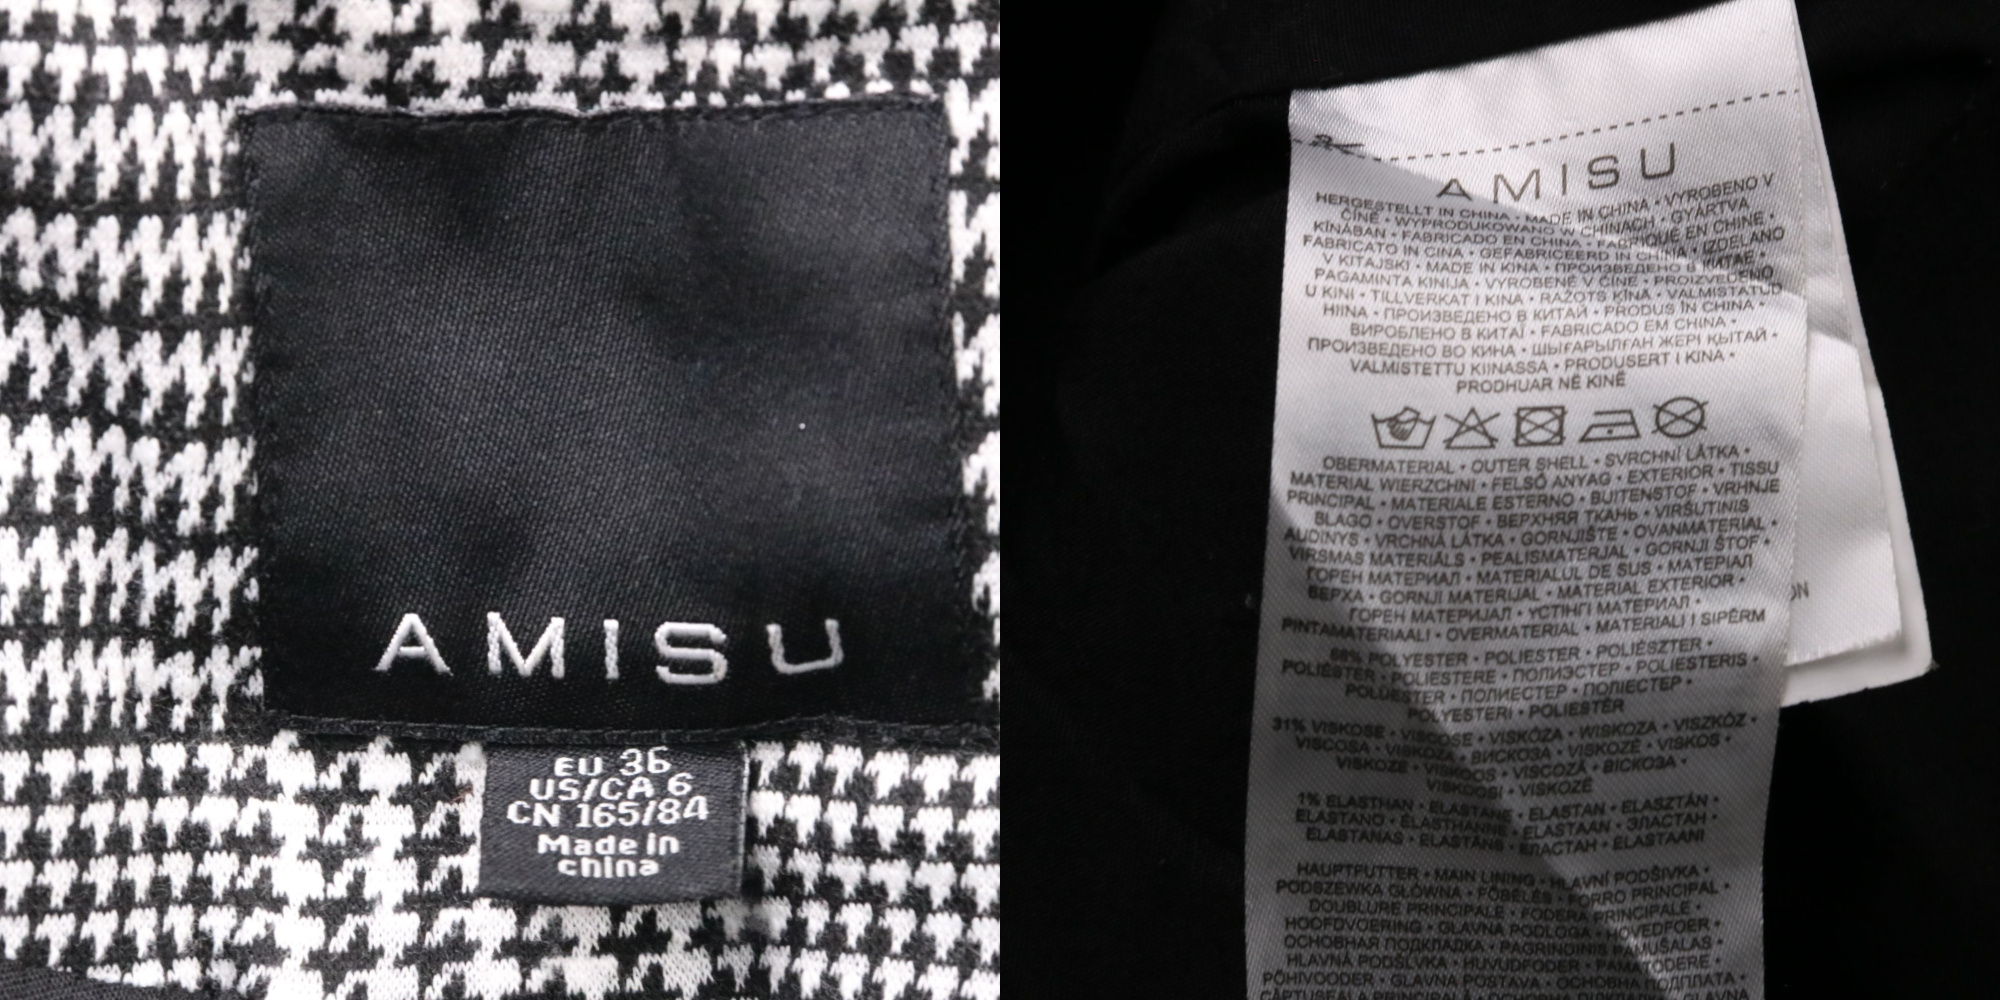 AMISU
EU 36
US/CA 6
CN 165/84
Made in
china
AMISU
HERGESTELLT IN CHINA • MADE IN CHINA • VYROBENO V
ČÍNĚ • WYPRODUKOWANO W CHINACH • GYÁRTVA
KÍNÁBAN • FABRICADO EN CHINA • FABRIQUÉ EN CHINE •
FABRICATO IN CINA • GEFABRICEERD IN CHINA • IZDELANO
V KITAJSKI • MADE IN KINA • ПРОИЗВЕДЕНО В КИТАЕ •
PAGAMINTA KINIJA • VYROBENÉ V ČÍNE • PROIZVEDENO
U KINI • TILLVERKAT I KINA • RAŽOTS ĶĪNĀ • VALMISTATUD
HIINA • ПРОИЗВЕДЕНО В КИТАЙ • PRODUS ÎN CHINA •
ВИРОБЛЕНО В КИТАЇ • FABRICADO EM CHINA •
ПРОИЗВЕДЕНО ВО КИНА • ШЫҒАРЫЛҒАН ЖЕРІ ҚЫТАЙ •
VALMISTETTU KIINASSA • PRODUSERT I KINA •
PRODHUAR NË KINË
OBERMATERIAL • OUTER SHELL • SVRCHNÍ LÁTKA •
MATERIAŁ WIERZCHNI • FELSŐ ANYAG • EXTERIOR • TISSU
PRINCIPAL • MATERIALE ESTERNO • BUITENSTOF • VRHNJE
BLAGO • OVERSTOF • ВЕРХНЯЯ ТКАНЬ • VIRŠUTINIS
AUDINYS • VRCHNÁ LÁTKA • GORNJIŠTE • OVANMATERIAL •
VIRSMAS MATERIĀLS • PEALISMATERJAL • GORNJI ŠTOF •
ГОРЕН МАТЕРИАЛ • MATERIALUL DE SUS • МАТЕРІАЛ
ВЕРХА • GORNJI MATERIJAL • MATERIAL EXTERIOR •
ГОРЕН МАТЕРИЈАЛ • ҮСТІҢГІ МАТЕРИАЛ •
PINTAMATERIAALI • OVERMATERIAL • MATERIALI I SIPËRM
68% POLYESTER • POLIESTER • POLIÉSZTER •
POLIÉSTER • POLIESTERE • ПОЛИЭСТЕР • POLIESTERIS •
POLÜESTER • ПОЛИЕСТЕР • ПОЛІЕСТЕР •
POLYESTERI • POLIESTËR
31% VISKOSE • VISCOSE • VISKÓZA • WISKOZA • VISZKÓZ •
VISCOSA • VISKOZA • ВИСКОЗА • VISKOZĖ • VISKOS •
VISKOZE • VISKOOS • VISCOZĂ • ВІСКОЗА •
VISKOOSI • VISKOZË
1% ELASTHAN • ELASTANE • ELASTAN • ELASZTÁN •
ELASTANO • ÉLASTHANNE • ELASTAAN • ЭЛАСТАН •
ELASTANAS • ELASTĀNS • ЕЛАСТАН • ELASTAANI
HAUPTFUTTER • MAIN LINING • HLAVNÍ PODŠÍVKA •
PODSZEWKA GŁÓWNA • FŐBÉLÉS • FORRO PRINCIPAL •
DOUBLURE PRINCIPALE • FODERA PRINCIPALE •
HOOFDVOERING • GLAVNA PODLOGA • HOVEDFOER •
ОСНОВНАЯ ПОДКЛАДКА • PAGRINDINIS PAMUŠALAS •
HLAVNÁ PODŠÍVKA • HUVUDFODER • PAMATODERE •
PÕHIVOODER • GLAVNA POSTAVA • ОСНОВНА ПОДПЛАТА •
ON